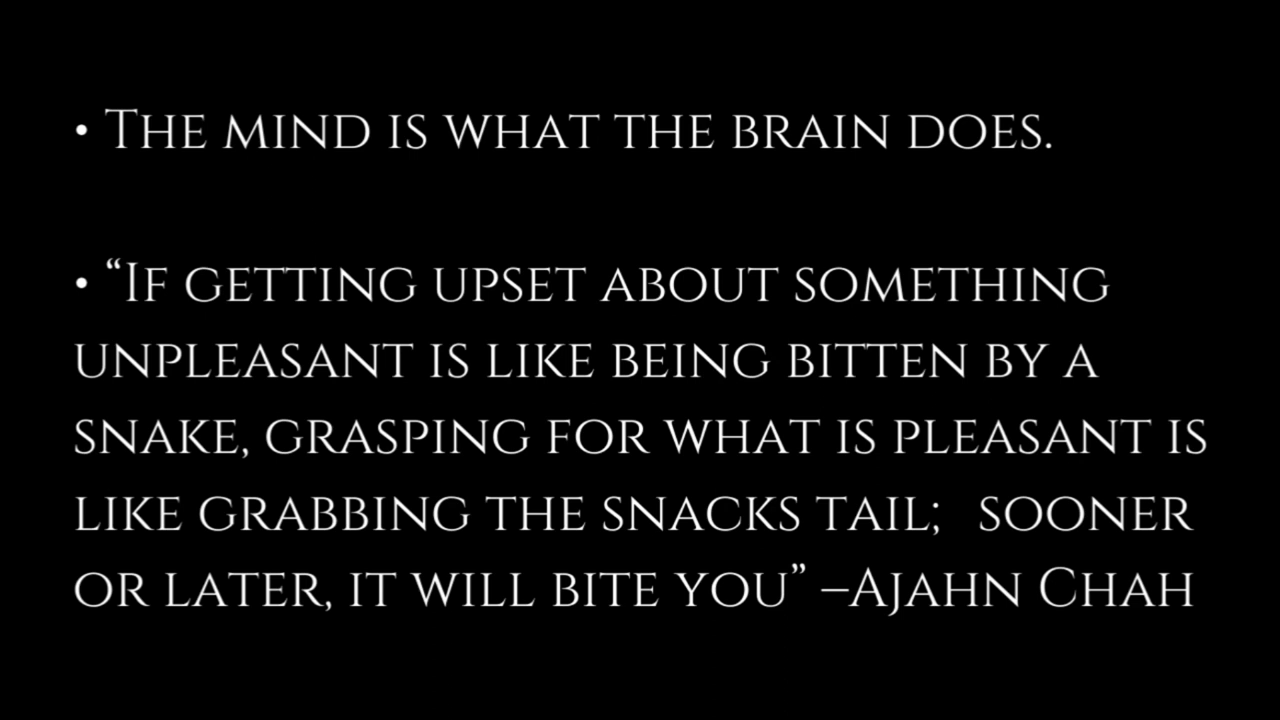 • The mind is what the brain does.
• “If getting upset about something
unpleasant is like being bitten by a
snake, grasping for what is pleasant is
like grabbing the snacks tail;   sooner
or later, it will bite you” –Ajahn Chah